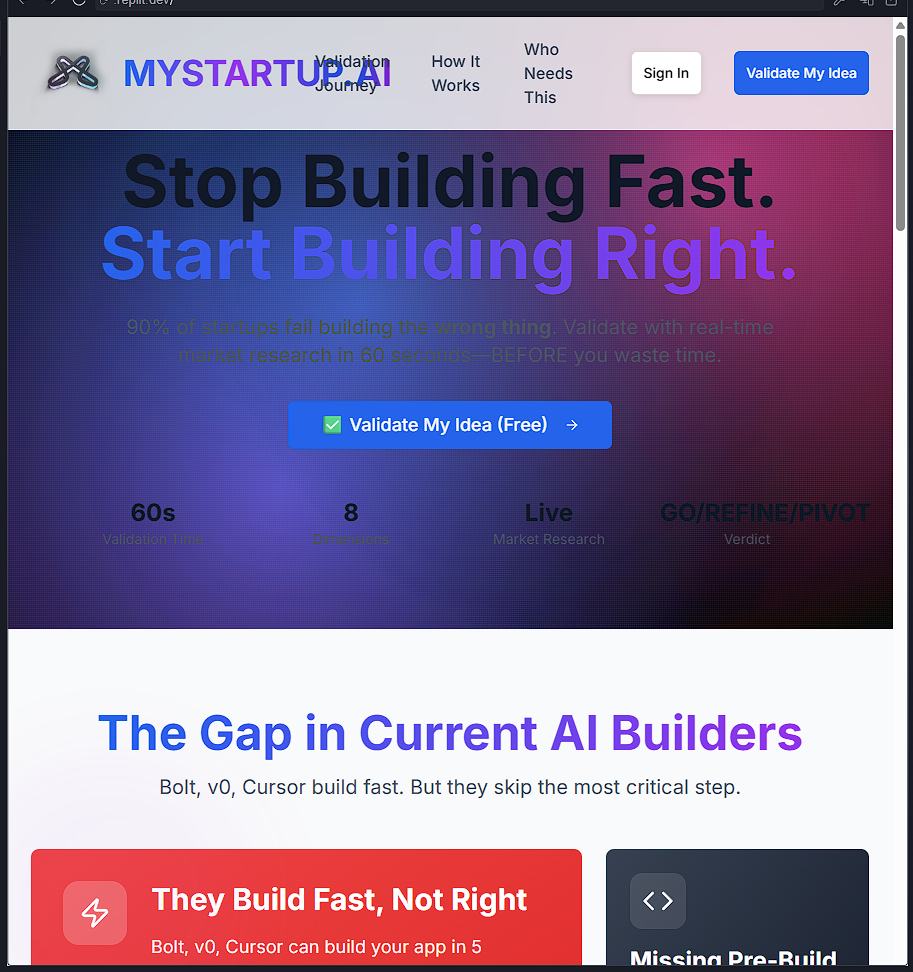 .replit.dev/
MYSTARTUP.AI
Validation
Journey
How It
Works
Who
Needs
This
Sign In
Validate My Idea
Stop Building Fast.
Start Building Right.
90% of startups fail building the wrong thing. Validate with real-time
market research in 60 seconds—BEFORE you waste time.
✅ Validate My Idea (Free) →
60s
8
Live
GO/REFINE/PIVOT
Validation Time
Dimensions
Market Research
Verdict
The Gap in Current AI Builders
Bolt, v0, Cursor build fast. But they skip the most critical step.
They Build Fast, Not Right
Bolt, v0, Cursor can build your app in 5
Missing Pre-Build